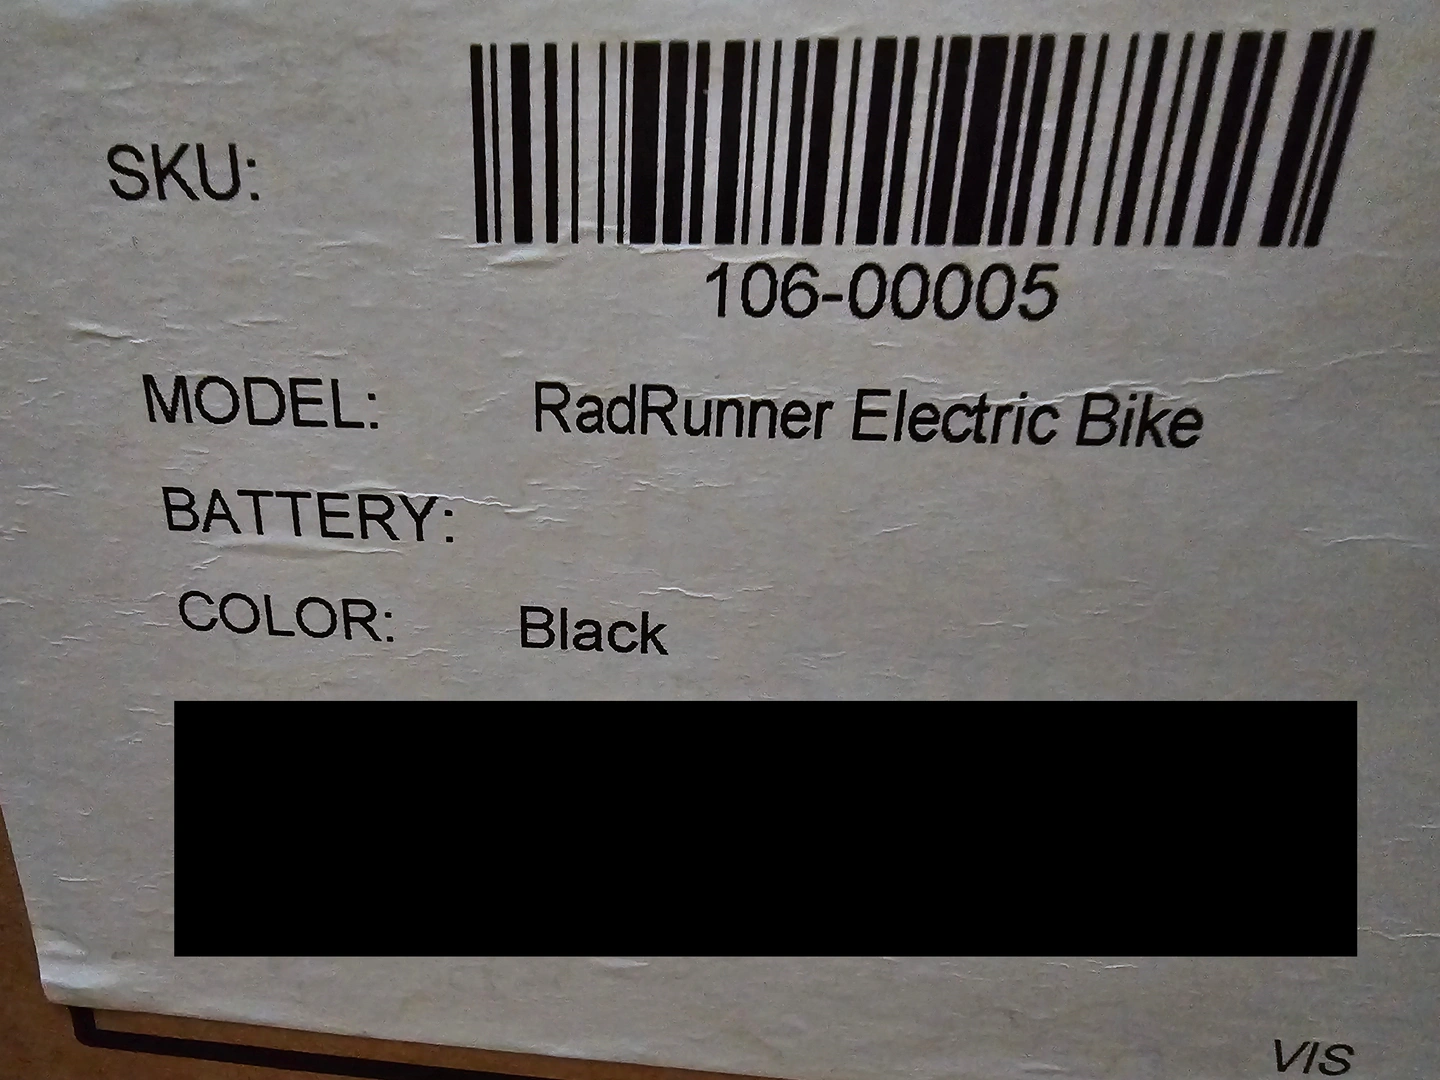 SKU:
106-00005
MODEL: RadRunner Electric Bike
BATTERY:
COLOR: Black
VIS